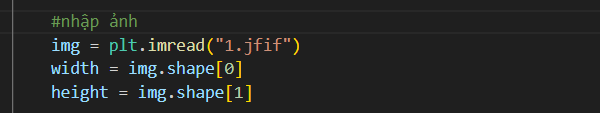 #nhập ảnh
img = plt.imread("1.jfif")
width = img.shape[0]
height = img.shape[1]